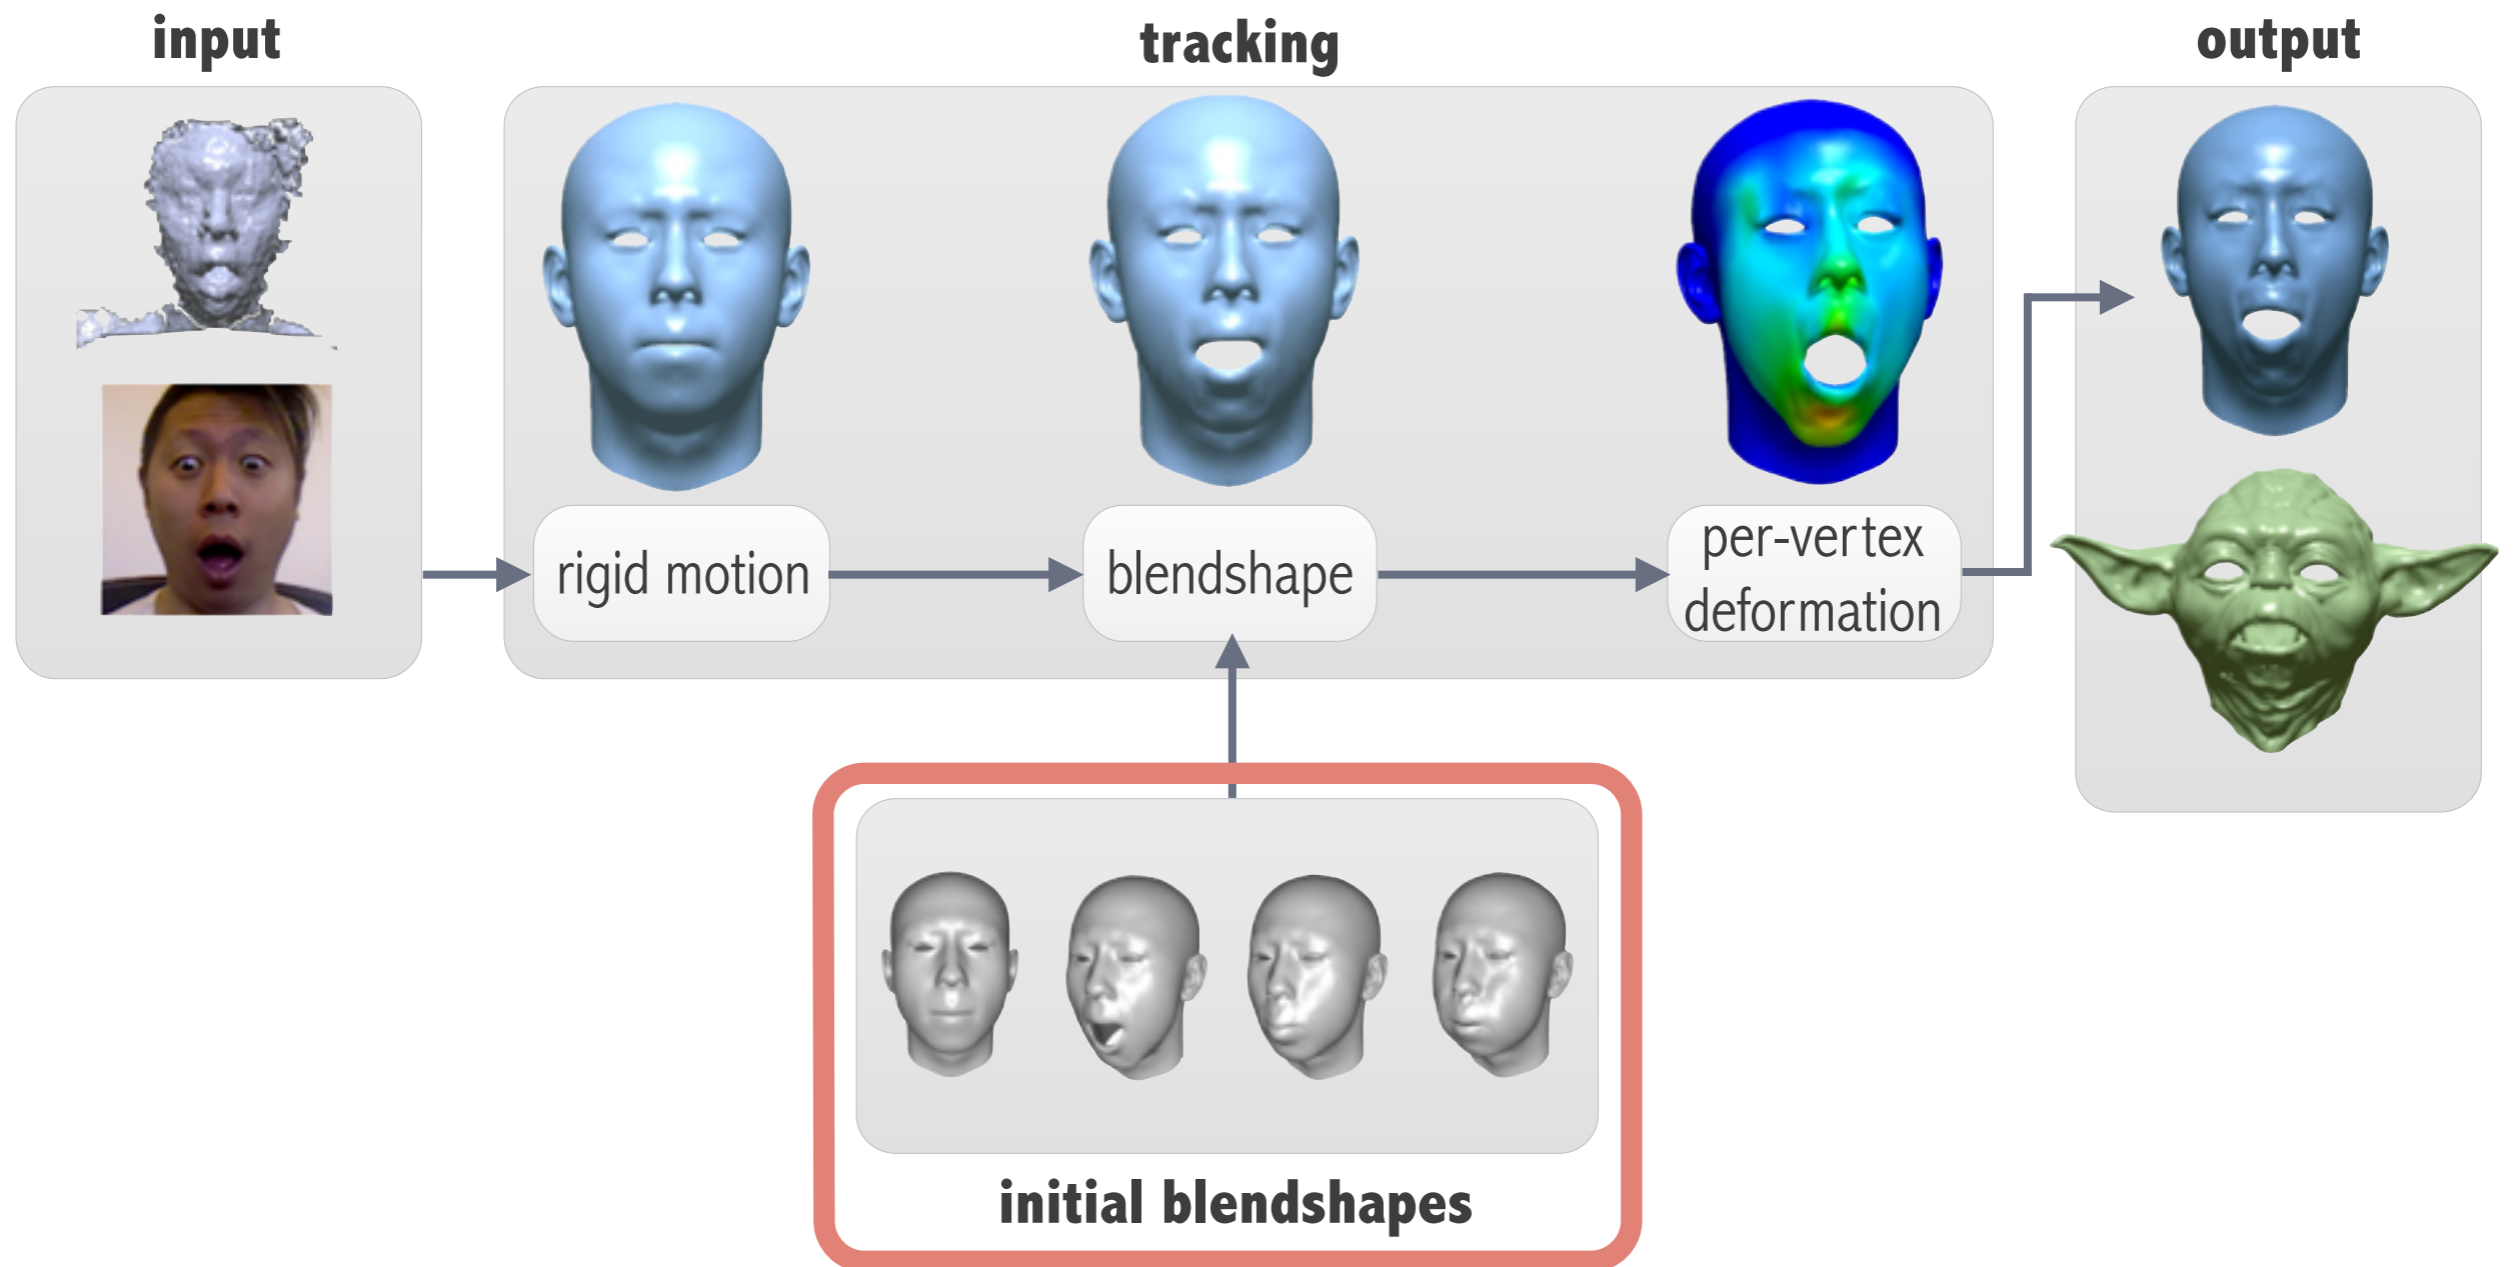 input
tracking
output
rigid motion
blendshape
per-vertex
deformation
initial blendshapes